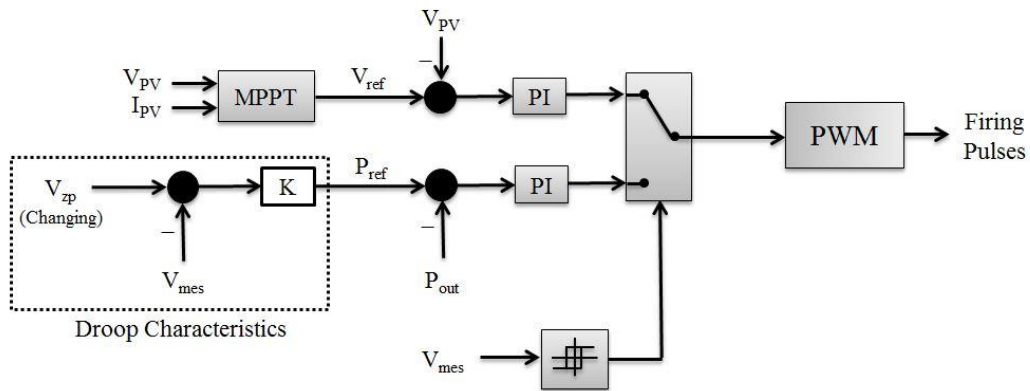 V_PV
V_PV
I_PV
MPPT
V_ref
–
PI
PWM
Firing
Pulses
V_zp
(Changing)
–
V_mes
K
P_ref
–
P_out
PI
Droop Characteristics
V_mes